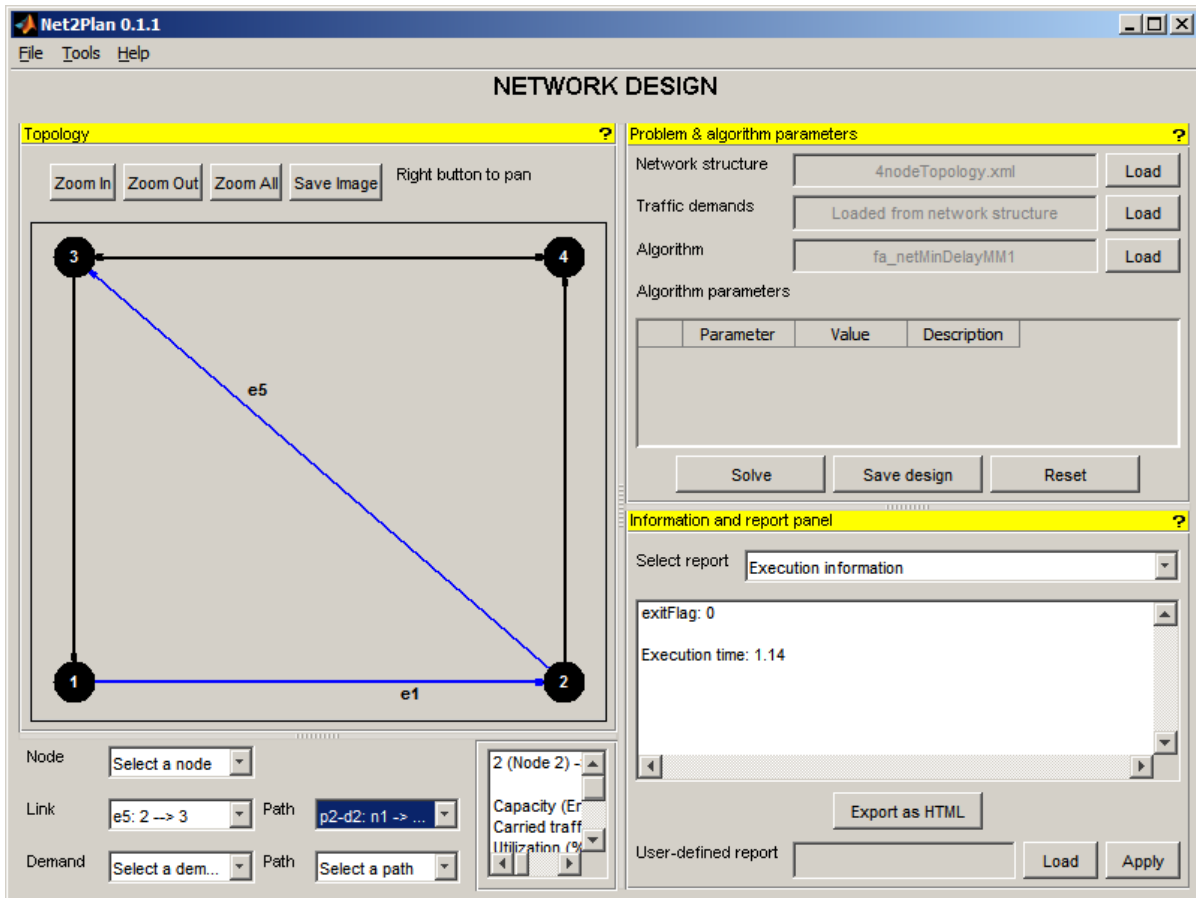 Net2Plan 0.1.1
File Tools Help
NETWORK DESIGN
Topology ?
Zoom In Zoom Out Zoom All Save Image Right button to pan
3 4
e5
1 2
e1
Node Select a node
Link e5: 2 --> 3 Path p2-d2: n1 -> ...
Demand Select a dem... Path Select a path
2 (Node 2) -
Capacity (Er
Carried traff
Utilization (%
Problem & algorithm parameters ?
Network structure 4nodeTopology.xml Load
Traffic demands Loaded from network structure Load
Algorithm fa_netMinDelayMM1 Load
Algorithm parameters
Parameter Value Description
Solve Save design Reset
Information and report panel ?
Select report Execution information
exitFlag: 0
Execution time: 1.14
Export as HTML
User-defined report Load Apply